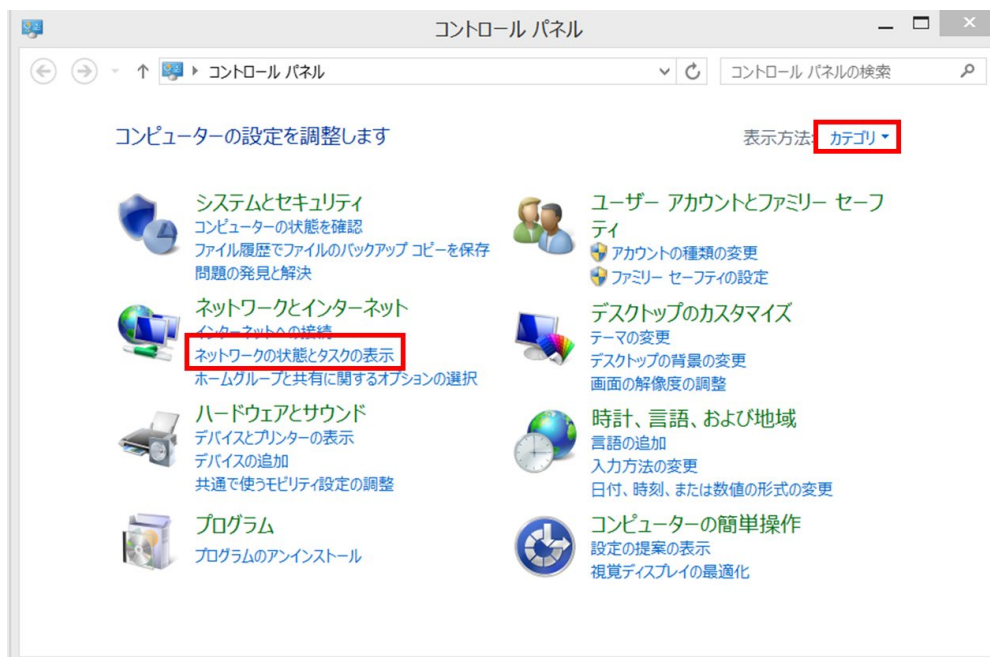 コントロール パネル
コントロール パネル
コントロール パネルの検索
コンピューターの設定を調整します
表示方法:
カテゴリ
システムとセキュリティ
コンピューターの状態を確認
ファイル履歴でファイルのバックアップ コピーを保存
問題の発見と解決
ネットワークとインターネット
インターネットへの接続
ネットワークの状態とタスクの表示
ホームグループと共有に関するオプションの選択
ハードウェアとサウンド
デバイスとプリンターの表示
デバイスの追加
共通で使うモビリティ設定の調整
プログラム
プログラムのアンインストール
ユーザー アカウントとファミリー セーフ
ティ
アカウントの種類の変更
ファミリー セーフティの設定
デスクトップのカスタマイズ
テーマの変更
デスクトップの背景の変更
画面の解像度の調整
時計、言語、および地域
言語の追加
入力方法の変更
日付、時刻、または数値の形式の変更
コンピューターの簡単操作
設定の提案の表示
視覚ディスプレイの最適化